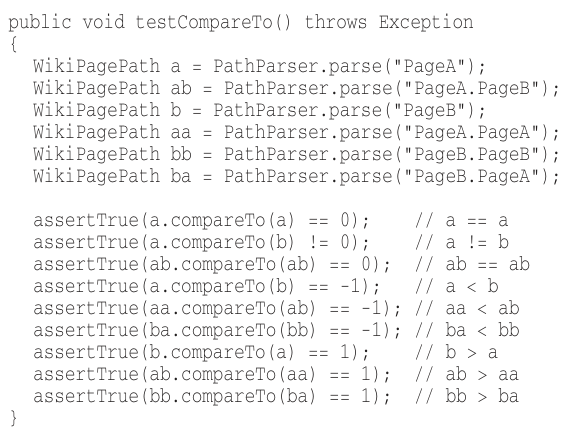 public void testCompareTo() throws Exception
{
  WikiPagePath a = PathParser.parse("PageA");
  WikiPagePath ab = PathParser.parse("PageA.PageB");
  WikiPagePath b = PathParser.parse("PageB");
  WikiPagePath aa = PathParser.parse("PageA.PageA");
  WikiPagePath bb = PathParser.parse("PageB.PageB");
  WikiPagePath ba = PathParser.parse("PageB.PageA");

  assertTrue(a.compareTo(a) == 0);    // a == a
  assertTrue(a.compareTo(b) != 0);    // a != b
  assertTrue(ab.compareTo(ab) == 0);  // ab == ab
  assertTrue(a.compareTo(b) == -1);   // a < b
  assertTrue(aa.compareTo(ab) == -1); // aa < ab
  assertTrue(ba.compareTo(bb) == -1); // ba < bb
  assertTrue(b.compareTo(a) == 1);    // b > a
  assertTrue(ab.compareTo(aa) == 1);  // ab > aa
  assertTrue(bb.compareTo(ba) == 1);  // bb > ba
}